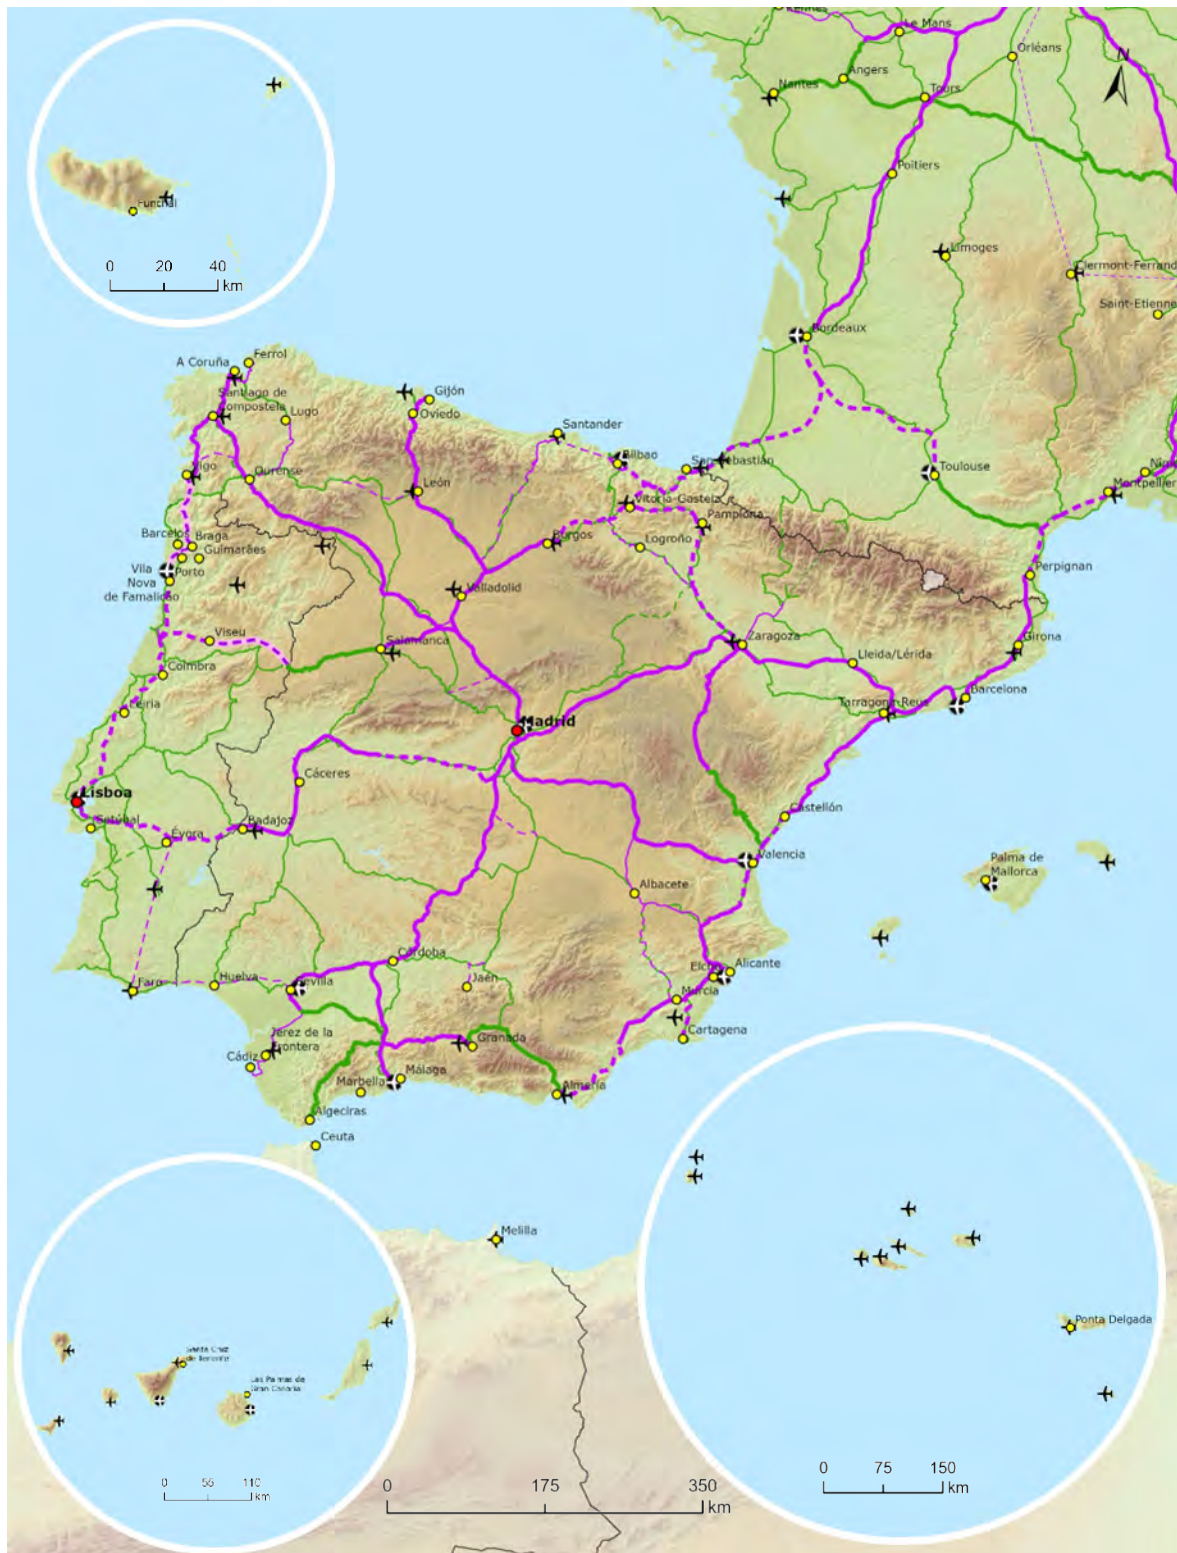 Rennes
Le Mans
Orléans
N
Angers
Nantes
Tours
Poitiers
Funchal
0 20 40
km
Limoges
Clermont-Ferrand
Saint-Etienne
Bordeaux
Ferrol
A Coruña
Santiago de
Compostela
Lugo
Gijón
Oviedo
Santander
Bilbao
San Sebastián
Toulouse
Montpellier
Vigo
Ourense
León
Vitoria-Gasteiz
Pamplona
Burgos
Logroño
Barcelos
Braga
Guimarães
Vila
Nova
de Famalicão
Porto
Perpignan
Valladolid
Viseu
Salamanca
Zaragoza
Girona
Lleida/Lérida
Coimbra
Barcelona
Leiria
Tarragona-Reus
Madrid
Cáceres
Lisboa
Setúbal
Évora
Badajoz
Castellón
Valencia
Palma de
Mallorca
Albacete
Córdoba
Alicante
Elche
Faro
Huelva
Sevilla
Jaén
Murcia
Cartagena
Jerez de la
Frontera
Granada
Cádiz
Málaga
Marbella
Almería
Algeciras
Ceuta
Melilla
Ponta Delgada
Santa Cruz
de Tenerife
Las Palmas de
Gran Canaria
0 55 110
km
0 175 350
km
0 75 150
km